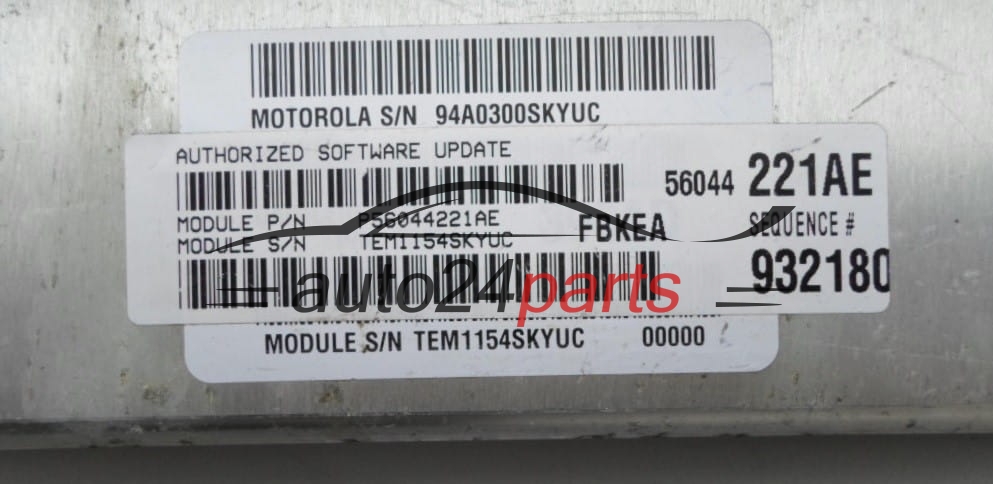 MOTOROLA S/N 94A0300SKYUC
AUTHORIZED SOFTWARE UPDATE
56044 221AE
MODULE P/N P56044221AE
MODULE S/N TEM1154SKYUC
FBKEA
SEQUENCE #
932180
auto24parts
MODULE S/N TEM1154SKYUC 00000